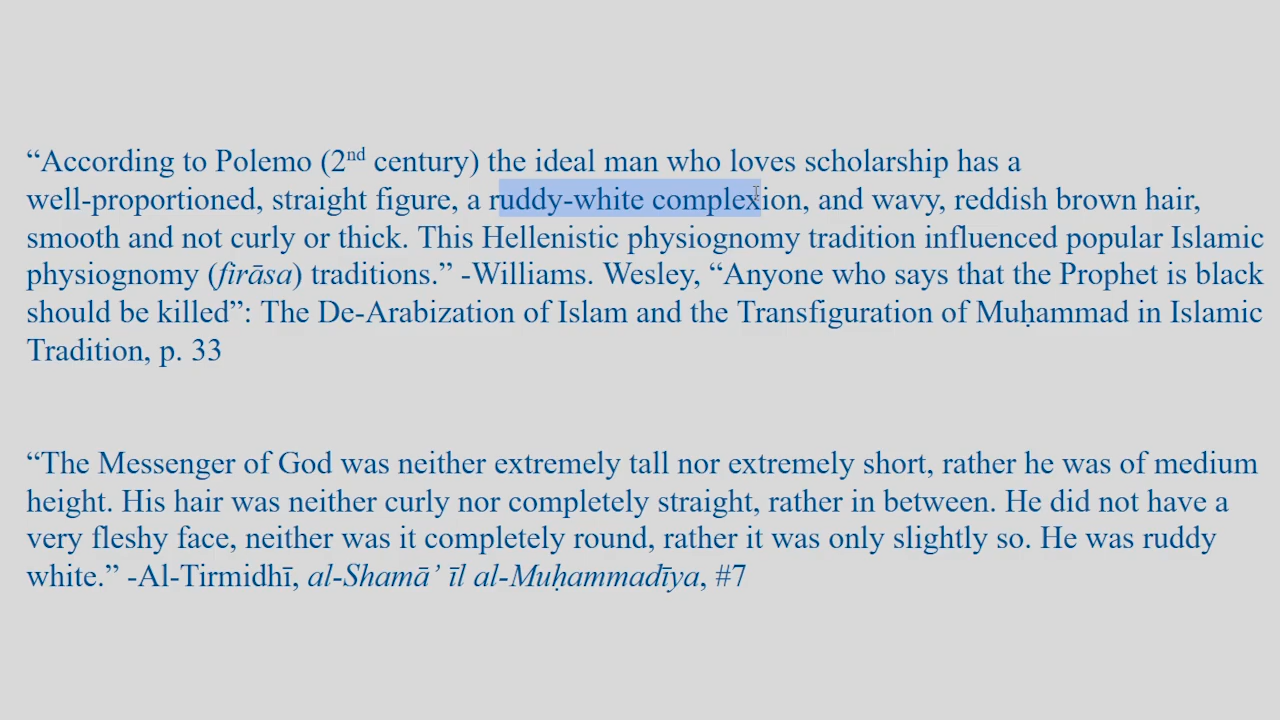 “According to Polemo (2nd century) the ideal man who loves scholarship has a
well-proportioned, straight figure, a ruddy-white complexion, and wavy, reddish brown hair,
smooth and not curly or thick. This Hellenistic physiognomy tradition influenced popular Islamic
physiognomy (firāsa) traditions.” -Williams. Wesley, “Anyone who says that the Prophet is black
should be killed”: The De-Arabization of Islam and the Transfiguration of Muḥammad in Islamic
Tradition, p. 33
“The Messenger of God was neither extremely tall nor extremely short, rather he was of medium
height. His hair was neither curly nor completely straight, rather in between. He did not have a
very fleshy face, neither was it completely round, rather it was only slightly so. He was ruddy
white.” -Al-Tirmidhī, al-Shamā’ īl al-Muḥammadīya, #7